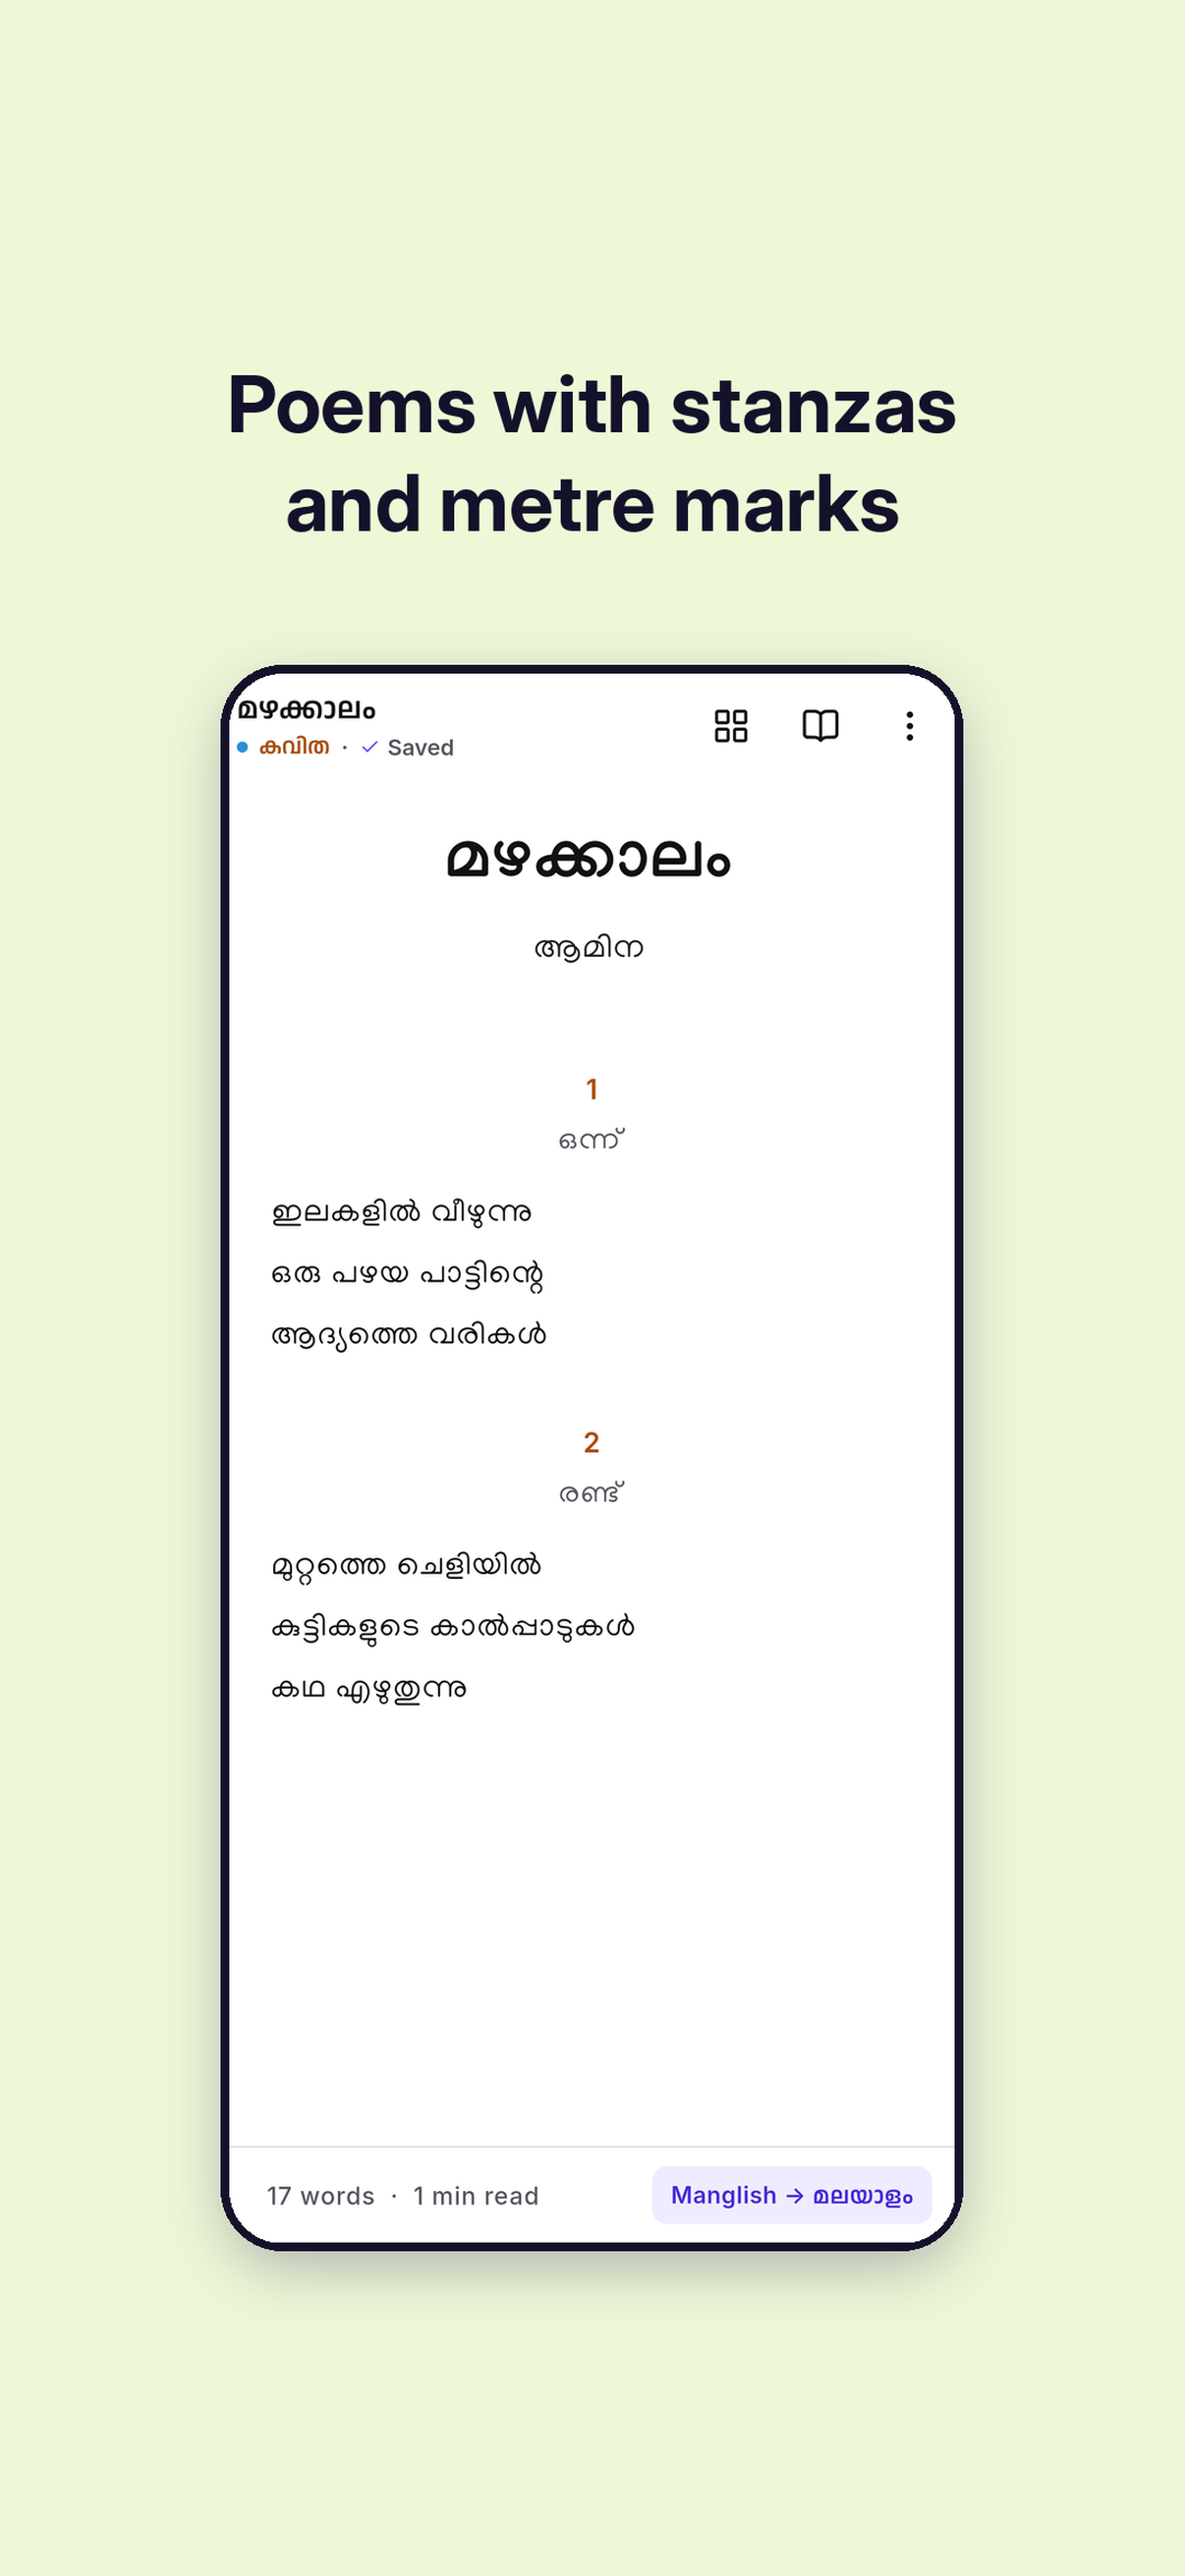 Poems with stanzas
and metre marks
മഴക്കാലം
കവിത · ✓ Saved
മഴക്കാലം
ആമിന
1
ഒന്ന്
ഇലകളിൽ വീഴുന്നു
ഒരു പഴയ പാട്ടിന്റെ
ആദ്യത്തെ വരികൾ
2
രണ്ട്
മുറ്റത്തെ ചെളിയിൽ
കുട്ടികളുടെ കാൽപ്പാടുകൾ
കഥ എഴുതുന്നു
17 words · 1 min read
Manglish → മലയാളം